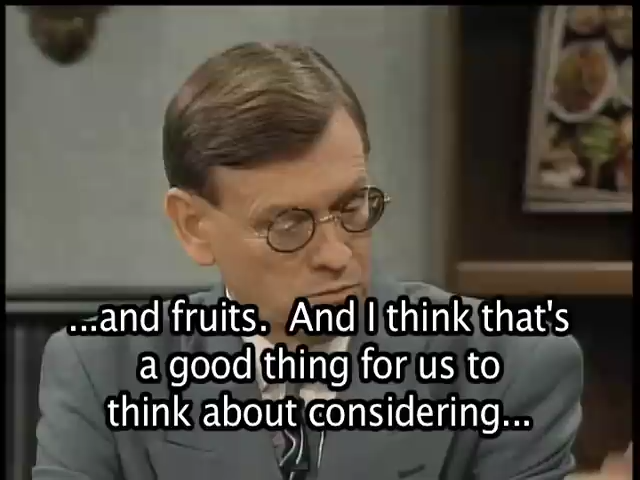 ...and fruits.  And I think that's
a good thing for us to
think about considering...